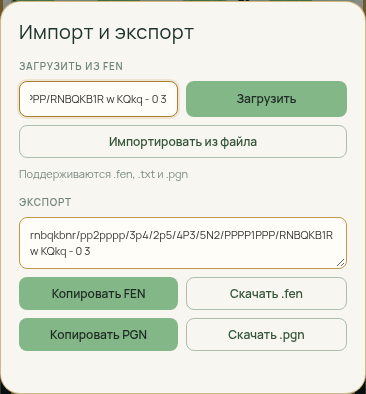 Импорт и экспорт
ЗАГРУЗИТЬ ИЗ FEN
PP/RNBQKB1R w KQkq - 0 3
Загрузить
Импортировать из файла
Поддерживаются .fen, .txt и .pgn
ЭКСПОРТ
rnbqkbnr/pp2pppp/3p4/2p5/4P3/5N2/PPPP1PPP/RNBQKB1R
w KQkq - 0 3
Копировать FEN
Скачать .fen
Копировать PGN
Скачать .pgn